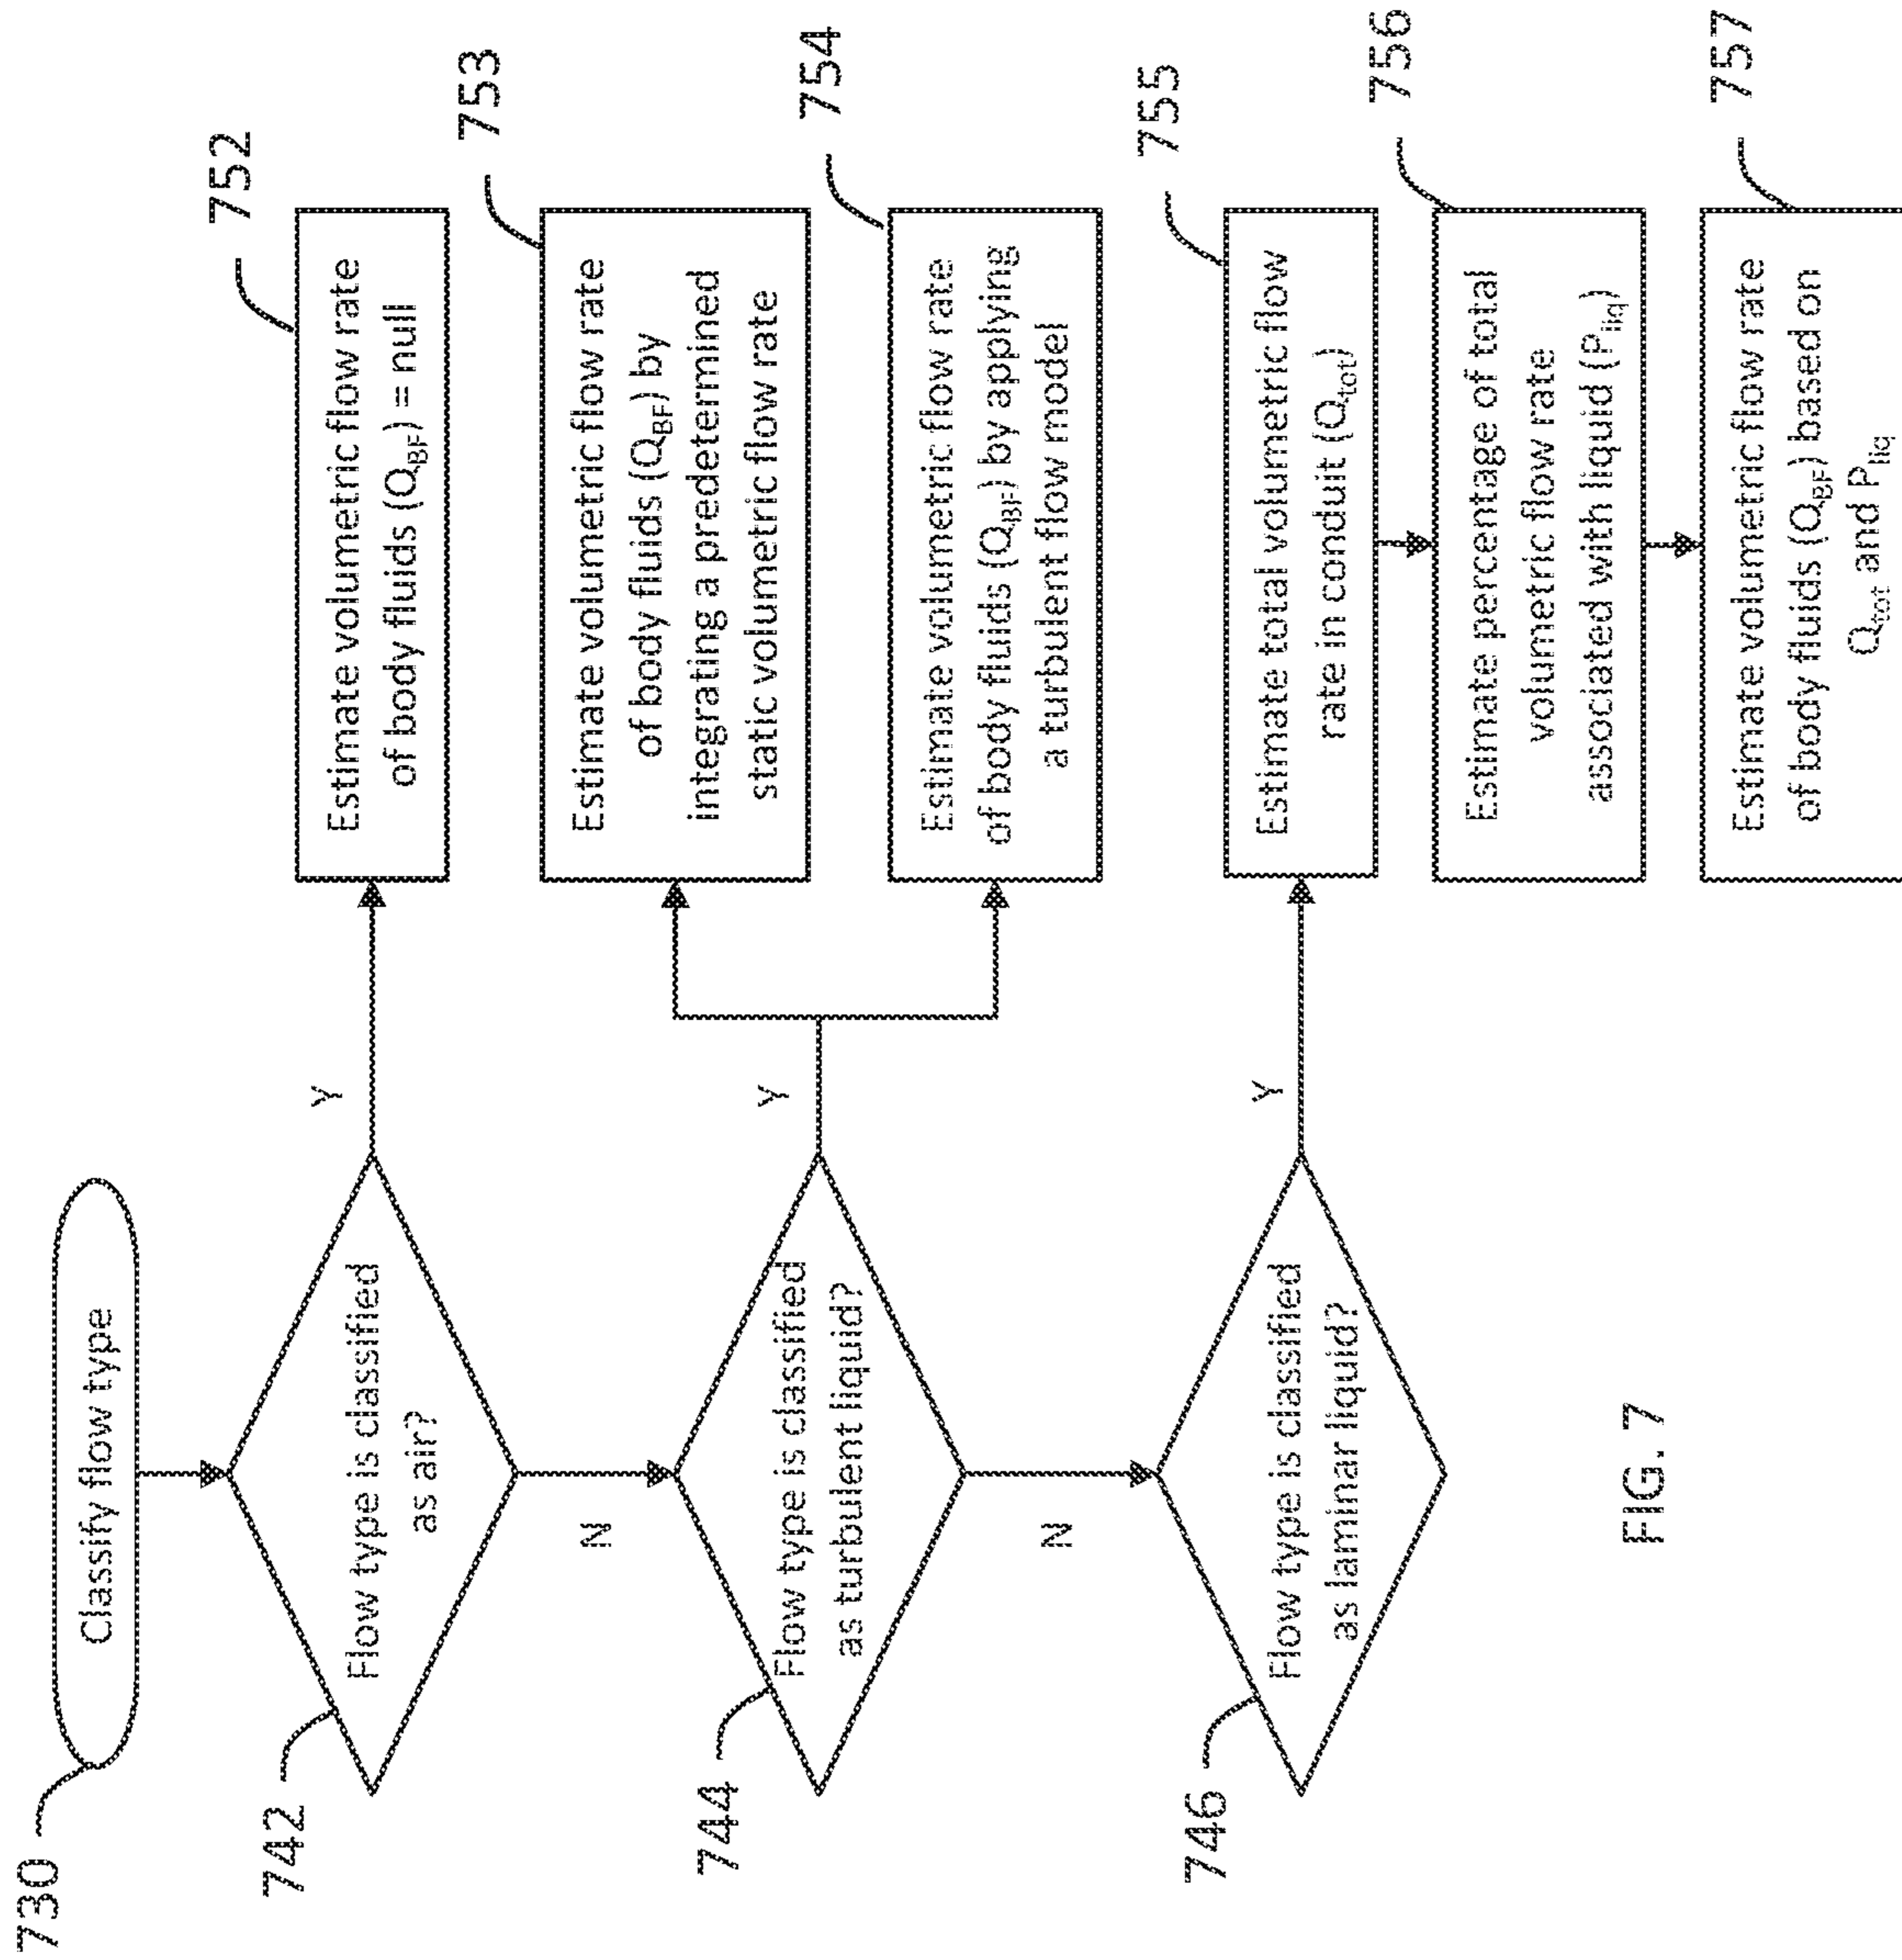 730
Classify flow type
742
Flow type is classified
as air?
Y
752
Estimate volumetric flow rate
of body fluids (Q_BF) = null
N
744
Flow type is classified
as turbulent liquid?
Y
753
Estimate volumetric flow rate
of body fluids (Q_BF) by
integrating a predetermined
static volumetric flow rate
754
Estimate volumetric flow rate
of body fluids (Q_BF) by applying
a turbulent flow model
N
746
Flow type is classified
as laminar liquid?
Y
755
Estimate total volumetric flow
rate in conduit (Q_tot)
756
Estimate percentage of total
volumetric flow rate
associated with liquid (P_liq)
757
Estimate volumetric flow rate
of body fluids (Q_BF) based on
Q_tot and P_liq
FIG. 7